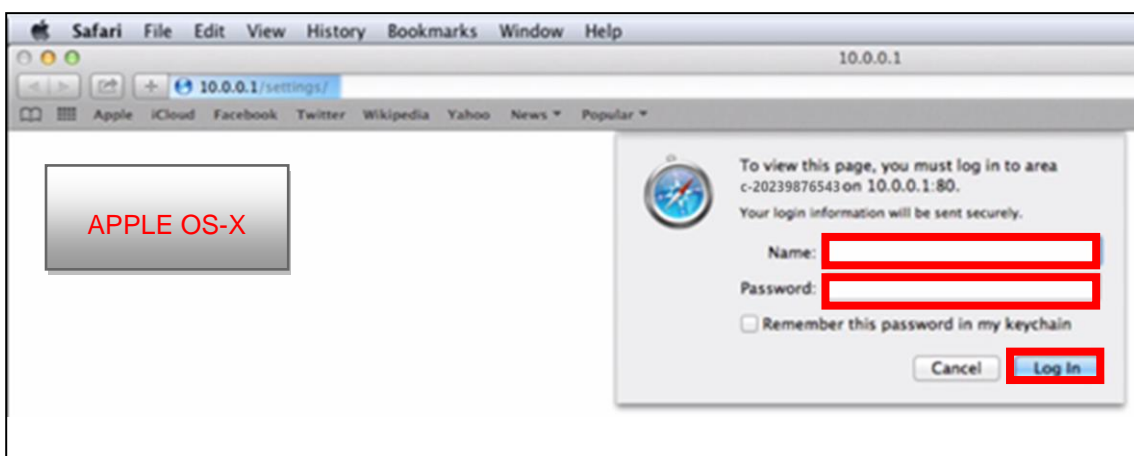 Safari File Edit View History Bookmarks Window Help
10.0.0.1
10.0.0.1/settings/
Apple iCloud Facebook Twitter Wikipedia Yahoo News Popular
APPLE OS-X
To view this page, you must log in to area
c-20239876543 on 10.0.0.1:80.
Your login information will be sent securely.
Name:
Password:
Remember this password in my keychain
Cancel Log In